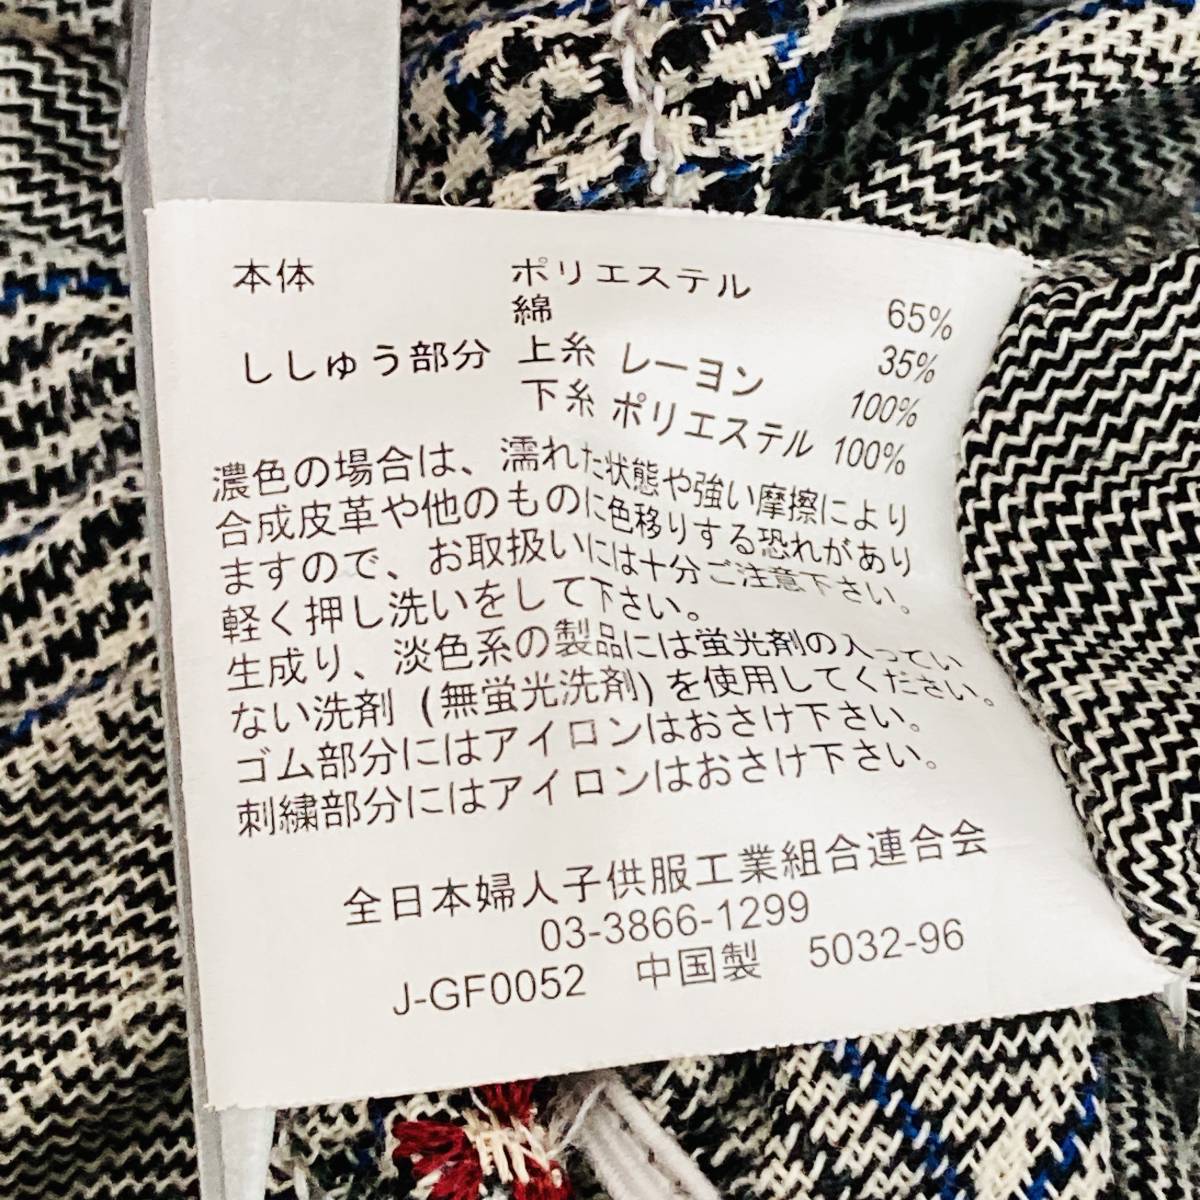 本体 ポリエステル 65%
綿 35%
ししゅう部分 上糸 レーヨン 100%
下糸 ポリエステル 100%
濃色の場合は、濡れた状態や強い摩擦により
合成皮革や他のものに色移りする恐れがあり
ますので、お取扱いには十分ご注意下さい。
軽く押し洗いをして下さい。
生成り、淡色系の製品には蛍光剤の入ってい
ない洗剤 (無蛍光洗剤) を使用してください。
ゴム部分にはアイロンはおさけ下さい。
刺繍部分にはアイロンはおさけ下さい。
全日本婦人子供服工業組合連合会
03-3866-1299
J-GF0052 中国製 5032-96